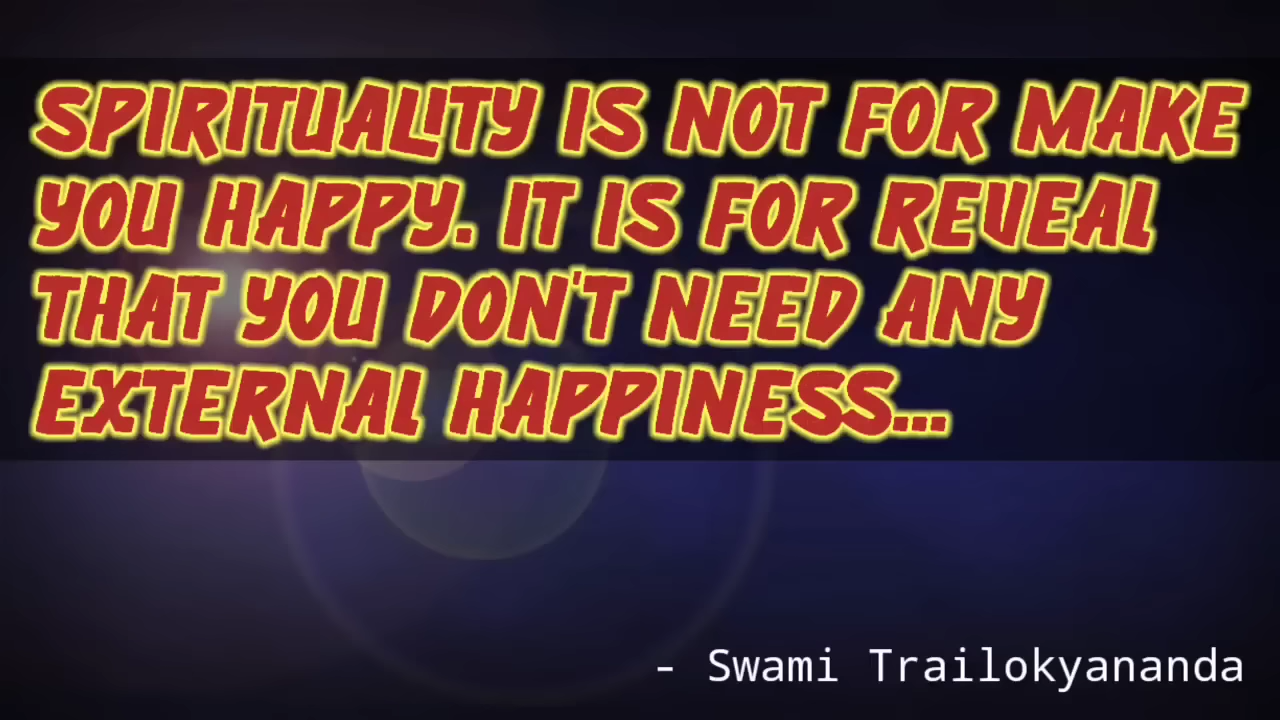 SPIRITUALITY IS NOT FOR MAKE
YOU HAPPY. IT IS FOR REVEAL
THAT YOU DON'T NEED ANY
EXTERNAL HAPPINESS...
- Swami Trailokyananda